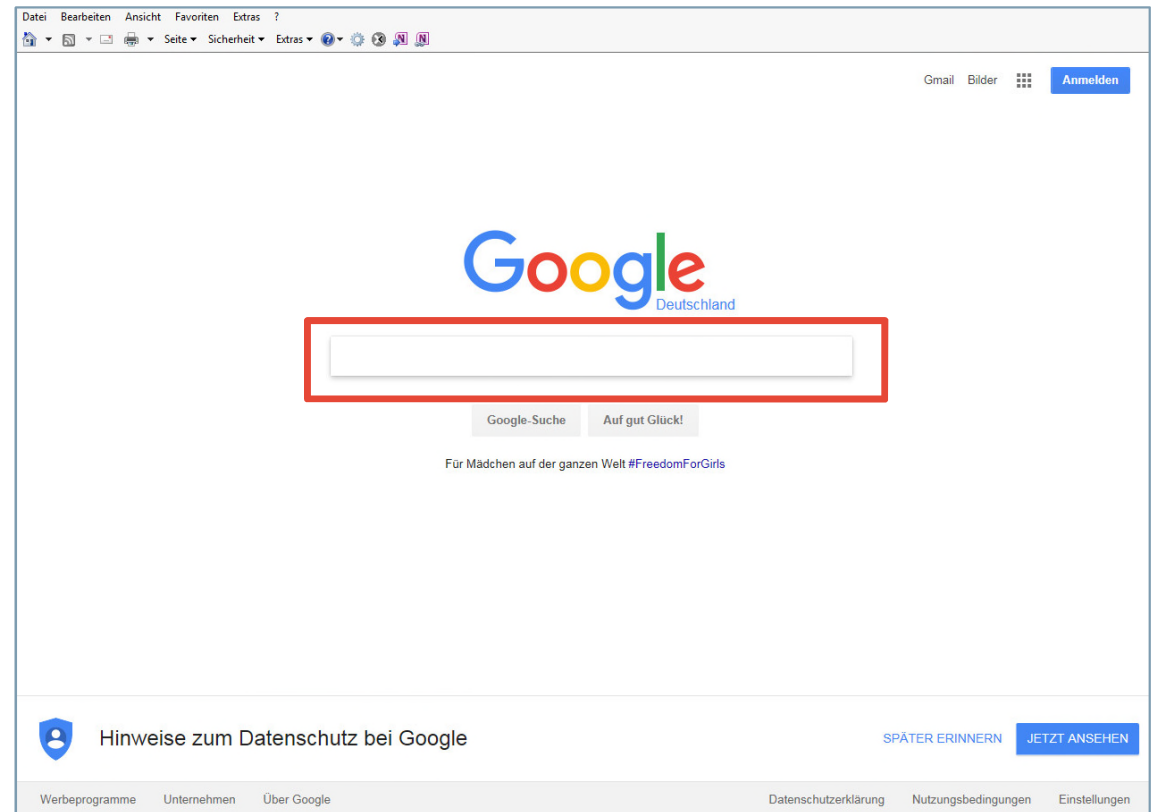 Datei Bearbeiten Ansicht Favoriten Extras ?
Seite Sicherheit Extras
Gmail Bilder Anmelden
Google
Deutschland
Google-Suche Auf gut Glück!
Für Mädchen auf der ganzen Welt #FreedomForGirls
Hinweise zum Datenschutz bei Google SPÄTER ERINNERN JETZT ANSEHEN
Werbeprogramme Unternehmen Über Google Datenschutzerklärung Nutzungsbedingungen Einstellungen